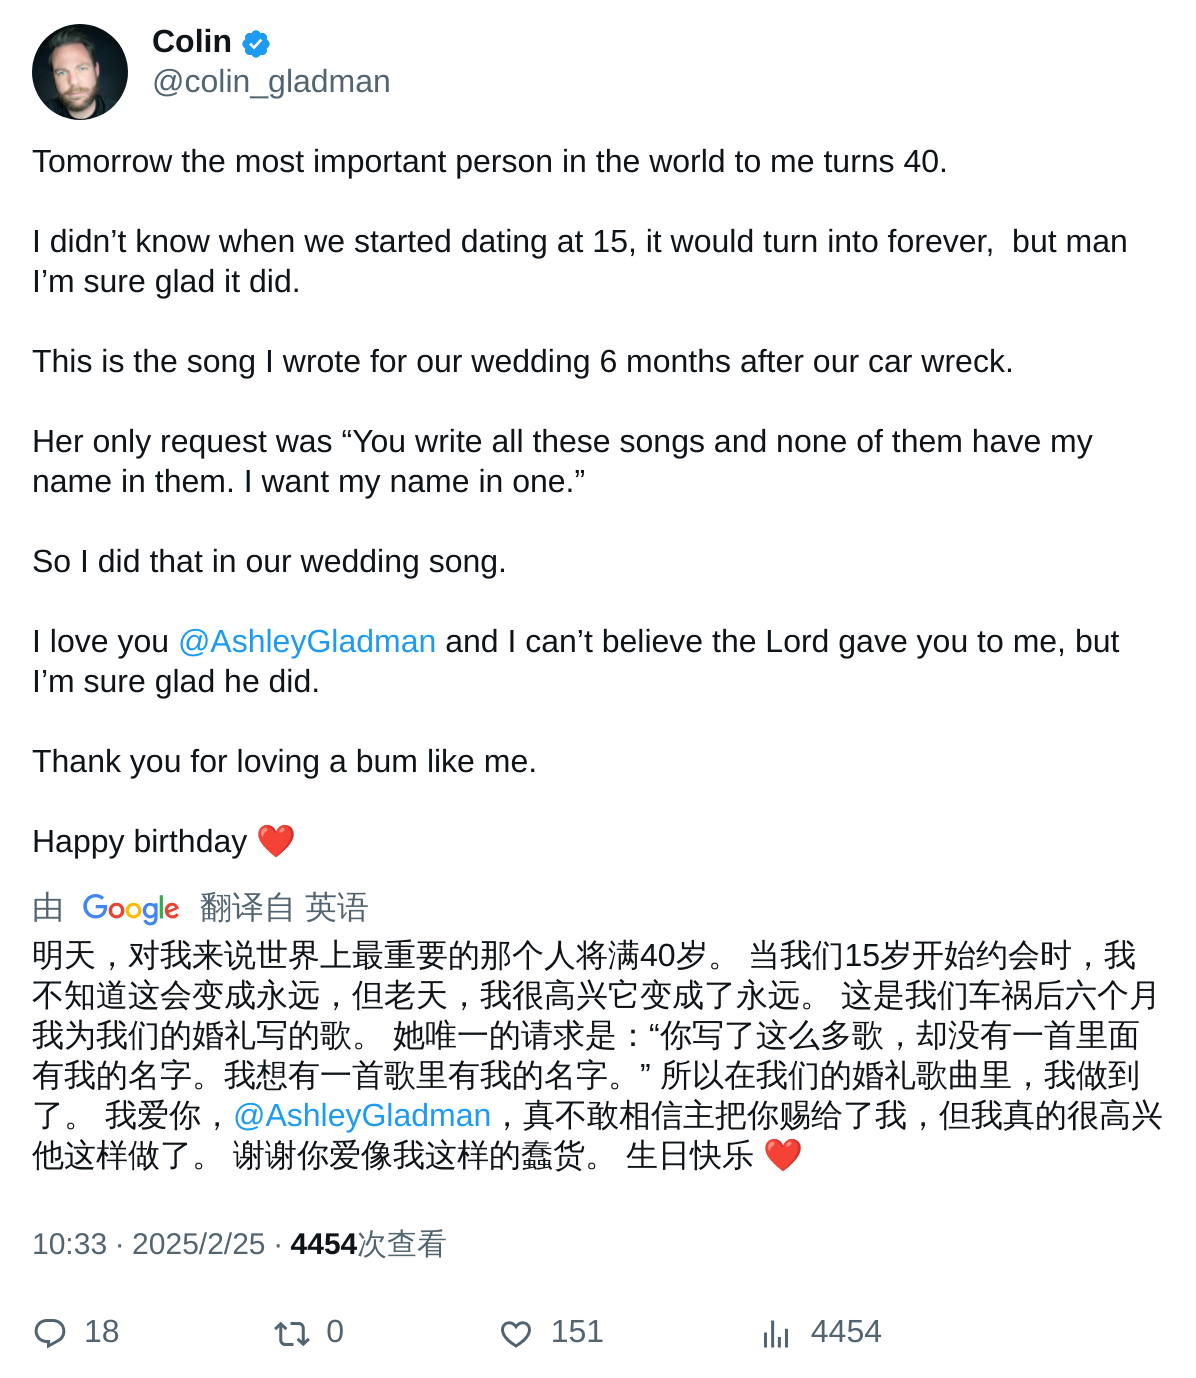 Colin
@colin_gladman
Tomorrow the most important person in the world to me turns 40.
I didn’t know when we started dating at 15, it would turn into forever,  but man
I’m sure glad it did.
This is the song I wrote for our wedding 6 months after our car wreck.
Her only request was “You write all these songs and none of them have my
name in them. I want my name in one.”
So I did that in our wedding song.
I love you @AshleyGladman and I can’t believe the Lord gave you to me, but
I’m sure glad he did.
Thank you for loving a bum like me.
Happy birthday ❤️
由 Google 翻译自 英语
明天，对我来说世界上最重要的那个人将满40岁。 当我们15岁开始约会时，我
不知道这会变成永远，但老天，我很高兴它变成了永远。 这是我们车祸后六个月
我为我们的婚礼写的歌。 她唯一的请求是：“你写了这么多歌，却没有一首里面
有我的名字。我想有一首歌里有我的名字。” 所以在我们的婚礼歌曲里，我做到
了。 我爱你，@AshleyGladman，真不敢相信主把你赐给了我，但我真的很高兴
他这样做了。 谢谢你爱像我这样的蠢货。 生日快乐 ❤️
10:33 · 2025/2/25 · 4454次查看
18 0 151 4454